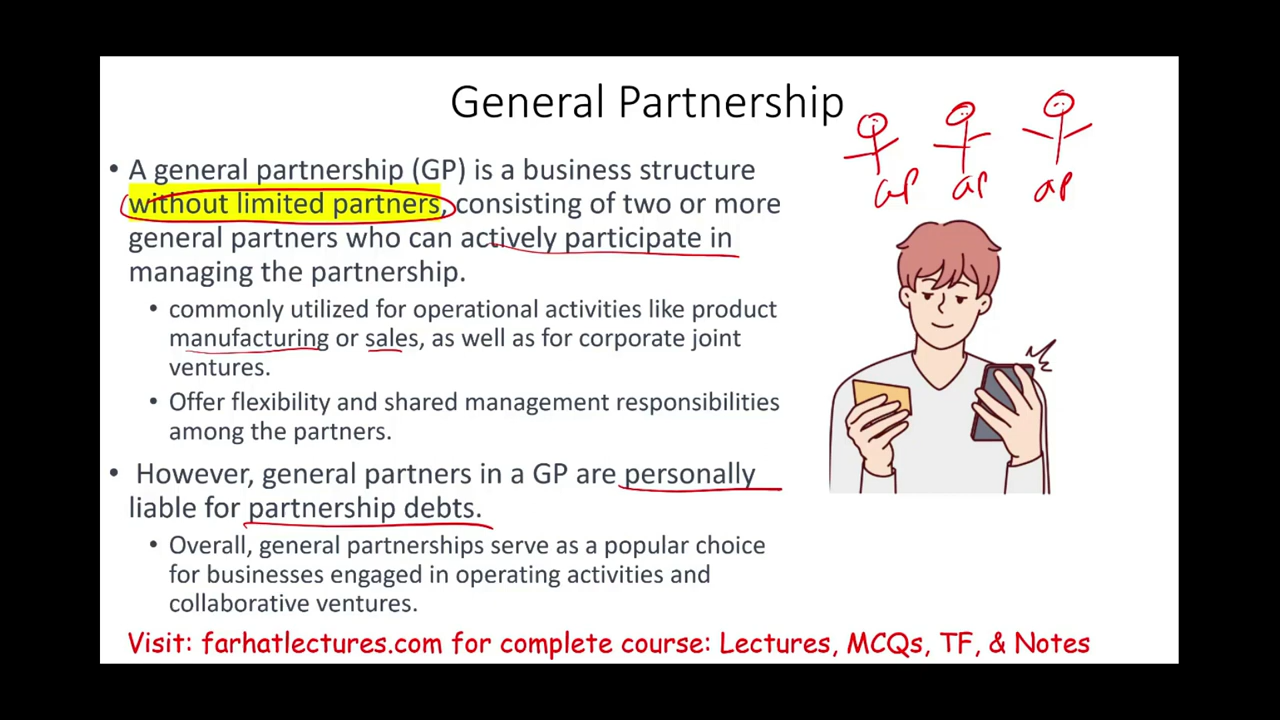 General Partnership
GP GP GP
• A general partnership (GP) is a business structure
without limited partners, consisting of two or more
general partners who can actively participate in
managing the partnership.
• commonly utilized for operational activities like product
manufacturing or sales, as well as for corporate joint
ventures.
• Offer flexibility and shared management responsibilities
among the partners.
• However, general partners in a GP are personally
liable for partnership debts.
• Overall, general partnerships serve as a popular choice
for businesses engaged in operating activities and
collaborative ventures.
Visit: farhatlectures.com for complete course: Lectures, MCQs, TF, & Notes